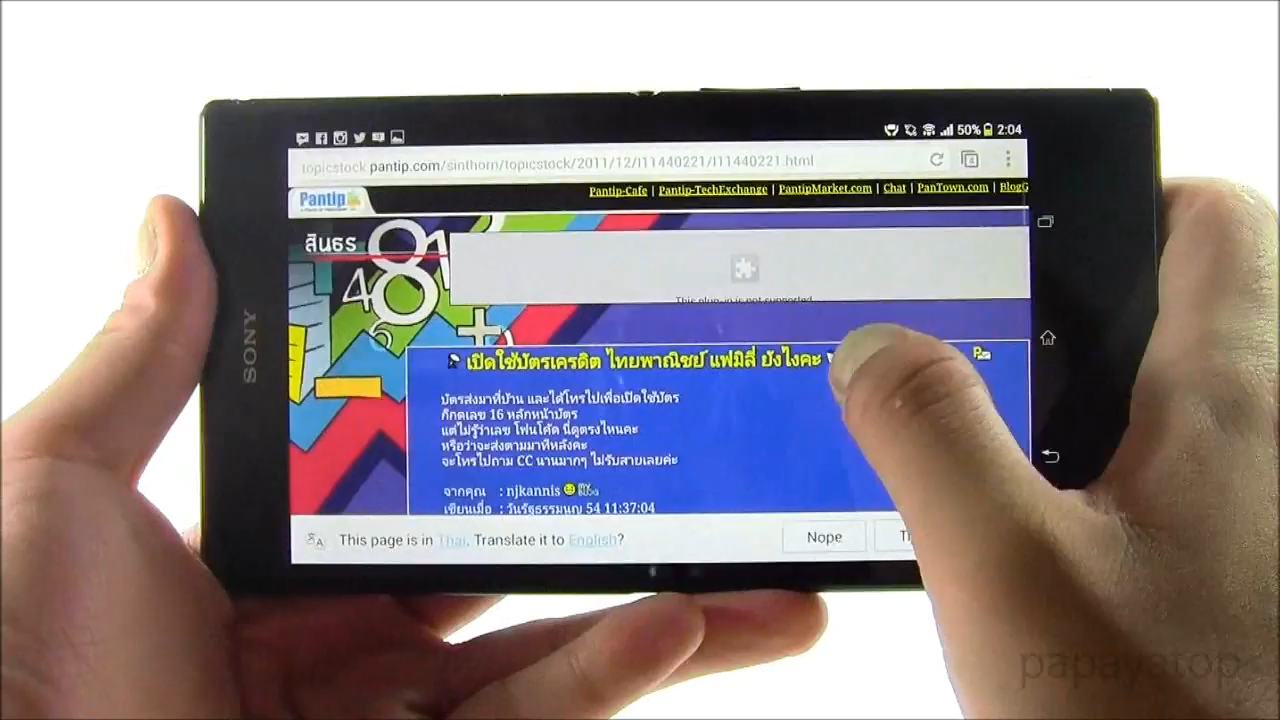 50% 2:04
topicstock.pantip.com/sinthorn/topicstock/2011/12/I11440221/I11440221.html
Pantip
Pantip-Cafe | Pantip-TechExchange | PantipMarket.com | Chat | PanTown.com | BlogG
สินธร
This plug-in is not supported.
เปิดใช้บัตรเครดิต ไทยพาณิชย์ แฟมิลี่ ยังไงคะ
บัตรส่งมาที่บ้าน และได้โทรไปเพื่อเปิดใช้บัตร
ก็กดเลข 16 หลักหน้าบัตร
แต่ไม่รู้ว่าเลข โฟนโค๊ด นี่ดูตรงไหนคะ
หรือว่าจะส่งตามมาทีหลังคะ
จะโทรไปถาม CC นานมากๆ ไม่รับสายเลยค่ะ
จากคุณ : njkannis
เขียนเมื่อ : วันรัฐธรรมนูญ 54 11:37:04
This page is in Thai. Translate it to English?
Nope
SONY
papayatop